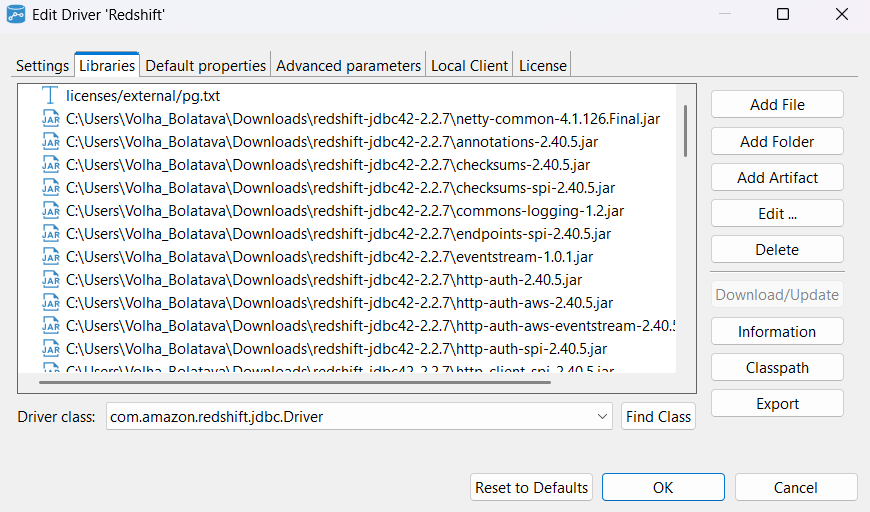 Edit Driver 'Redshift'
Settings Libraries Default properties Advanced parameters Local Client License
licenses/external/pg.txt
C:\Users\Volha_Bolatava\Downloads\redshift-jdbc42-2.2.7\netty-common-4.1.126.Final.jar
C:\Users\Volha_Bolatava\Downloads\redshift-jdbc42-2.2.7\annotations-2.40.5.jar
C:\Users\Volha_Bolatava\Downloads\redshift-jdbc42-2.2.7\checksums-2.40.5.jar
C:\Users\Volha_Bolatava\Downloads\redshift-jdbc42-2.2.7\checksums-spi-2.40.5.jar
C:\Users\Volha_Bolatava\Downloads\redshift-jdbc42-2.2.7\commons-logging-1.2.jar
C:\Users\Volha_Bolatava\Downloads\redshift-jdbc42-2.2.7\endpoints-spi-2.40.5.jar
C:\Users\Volha_Bolatava\Downloads\redshift-jdbc42-2.2.7\eventstream-1.0.1.jar
C:\Users\Volha_Bolatava\Downloads\redshift-jdbc42-2.2.7\http-auth-2.40.5.jar
C:\Users\Volha_Bolatava\Downloads\redshift-jdbc42-2.2.7\http-auth-aws-2.40.5.jar
C:\Users\Volha_Bolatava\Downloads\redshift-jdbc42-2.2.7\http-auth-aws-eventstream-2.40.5
C:\Users\Volha_Bolatava\Downloads\redshift-jdbc42-2.2.7\http-auth-spi-2.40.5.jar
C:\Users\Volha_Bolatava\Downloads\redshift-jdbc42-2.2.7\http-client-spi-2.40.5.jar
Add File
Add Folder
Add Artifact
Edit ...
Delete
Download/Update
Information
Classpath
Export
Driver class: com.amazon.redshift.jdbc.Driver Find Class
Reset to Defaults OK Cancel